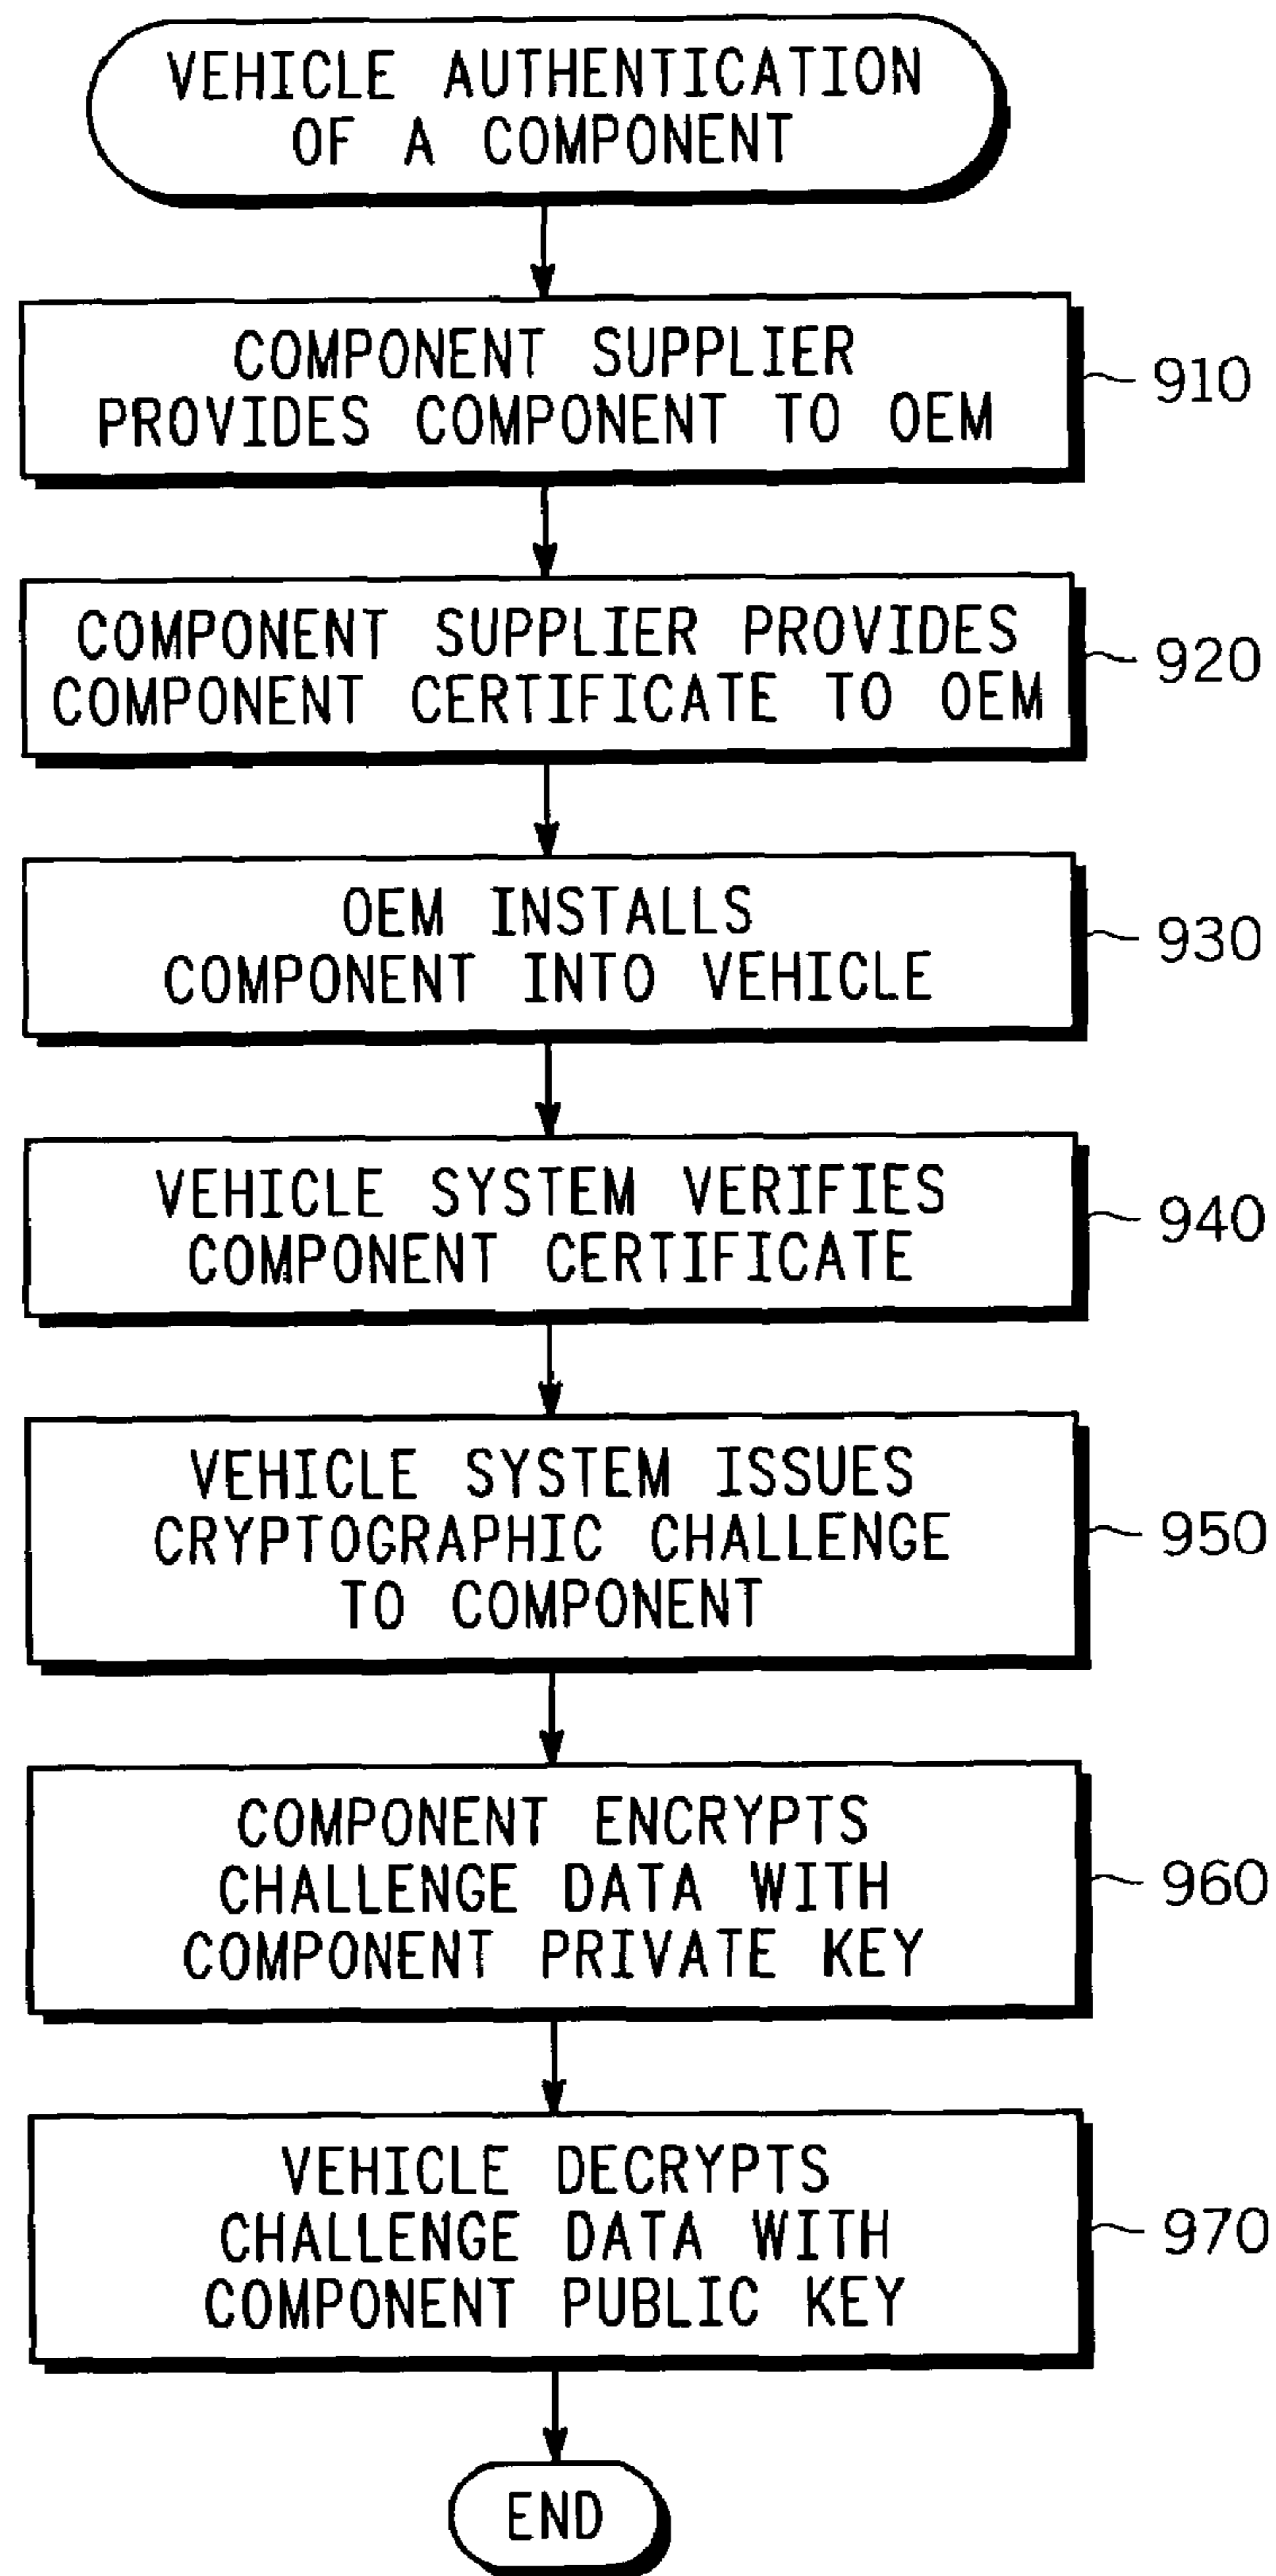 VEHICLE AUTHENTICATION
OF A COMPONENT
COMPONENT SUPPLIER
PROVIDES COMPONENT TO OEM
910
COMPONENT SUPPLIER PROVIDES
COMPONENT CERTIFICATE TO OEM
920
OEM INSTALLS
COMPONENT INTO VEHICLE
930
VEHICLE SYSTEM VERIFIES
COMPONENT CERTIFICATE
940
VEHICLE SYSTEM ISSUES
CRYPTOGRAPHIC CHALLENGE
TO COMPONENT
950
COMPONENT ENCRYPTS
CHALLENGE DATA WITH
COMPONENT PRIVATE KEY
960
VEHICLE DECRYPTS
CHALLENGE DATA WITH
COMPONENT PUBLIC KEY
970
END